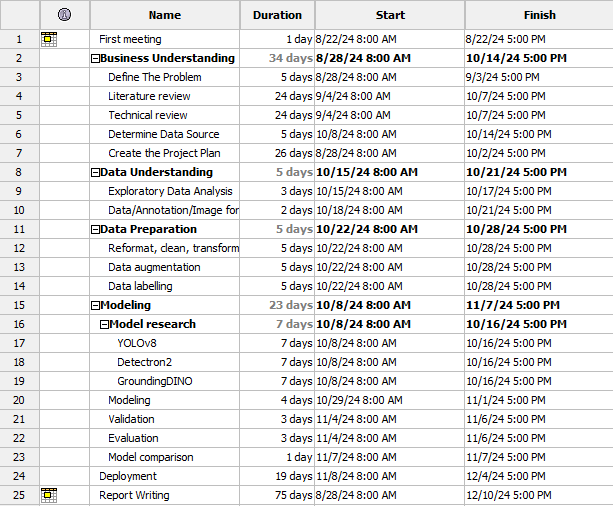 Name Duration Start Finish
1 First meeting 1 day 8/22/24 8:00 AM 8/22/24 5:00 PM
2 Business Understanding 34 days 8/28/24 8:00 AM 10/14/24 5:00 PM
3 Define The Problem 5 days 8/28/24 8:00 AM 9/3/24 5:00 PM
4 Literature review 24 days 9/4/24 8:00 AM 10/7/24 5:00 PM
5 Technical review 24 days 9/4/24 8:00 AM 10/7/24 5:00 PM
6 Determine Data Source 5 days 10/8/24 8:00 AM 10/14/24 5:00 PM
7 Create the Project Plan 26 days 8/28/24 8:00 AM 10/2/24 5:00 PM
8 Data Understanding 5 days 10/15/24 8:00 AM 10/21/24 5:00 PM
9 Exploratory Data Analysis 3 days 10/15/24 8:00 AM 10/17/24 5:00 PM
10 Data/Annotation/Image for 2 days 10/18/24 8:00 AM 10/21/24 5:00 PM
11 Data Preparation 5 days 10/22/24 8:00 AM 10/28/24 5:00 PM
12 Reformat, clean, transform 5 days 10/22/24 8:00 AM 10/28/24 5:00 PM
13 Data augmentation 5 days 10/22/24 8:00 AM 10/28/24 5:00 PM
14 Data labelling 5 days 10/22/24 8:00 AM 10/28/24 5:00 PM
15 Modeling 23 days 10/8/24 8:00 AM 11/7/24 5:00 PM
16 Model research 7 days 10/8/24 8:00 AM 10/16/24 5:00 PM
17 YOLOv8 7 days 10/8/24 8:00 AM 10/16/24 5:00 PM
18 Detectron2 7 days 10/8/24 8:00 AM 10/16/24 5:00 PM
19 GroundingDINO 7 days 10/8/24 8:00 AM 10/16/24 5:00 PM
20 Modeling 4 days 10/29/24 8:00 AM 11/1/24 5:00 PM
21 Validation 3 days 11/4/24 8:00 AM 11/6/24 5:00 PM
22 Evaluation 3 days 11/4/24 8:00 AM 11/6/24 5:00 PM
23 Model comparison 1 day 11/7/24 8:00 AM 11/7/24 5:00 PM
24 Deployment 19 days 11/8/24 8:00 AM 12/4/24 5:00 PM
25 Report Writing 75 days 8/28/24 8:00 AM 12/10/24 5:00 PM